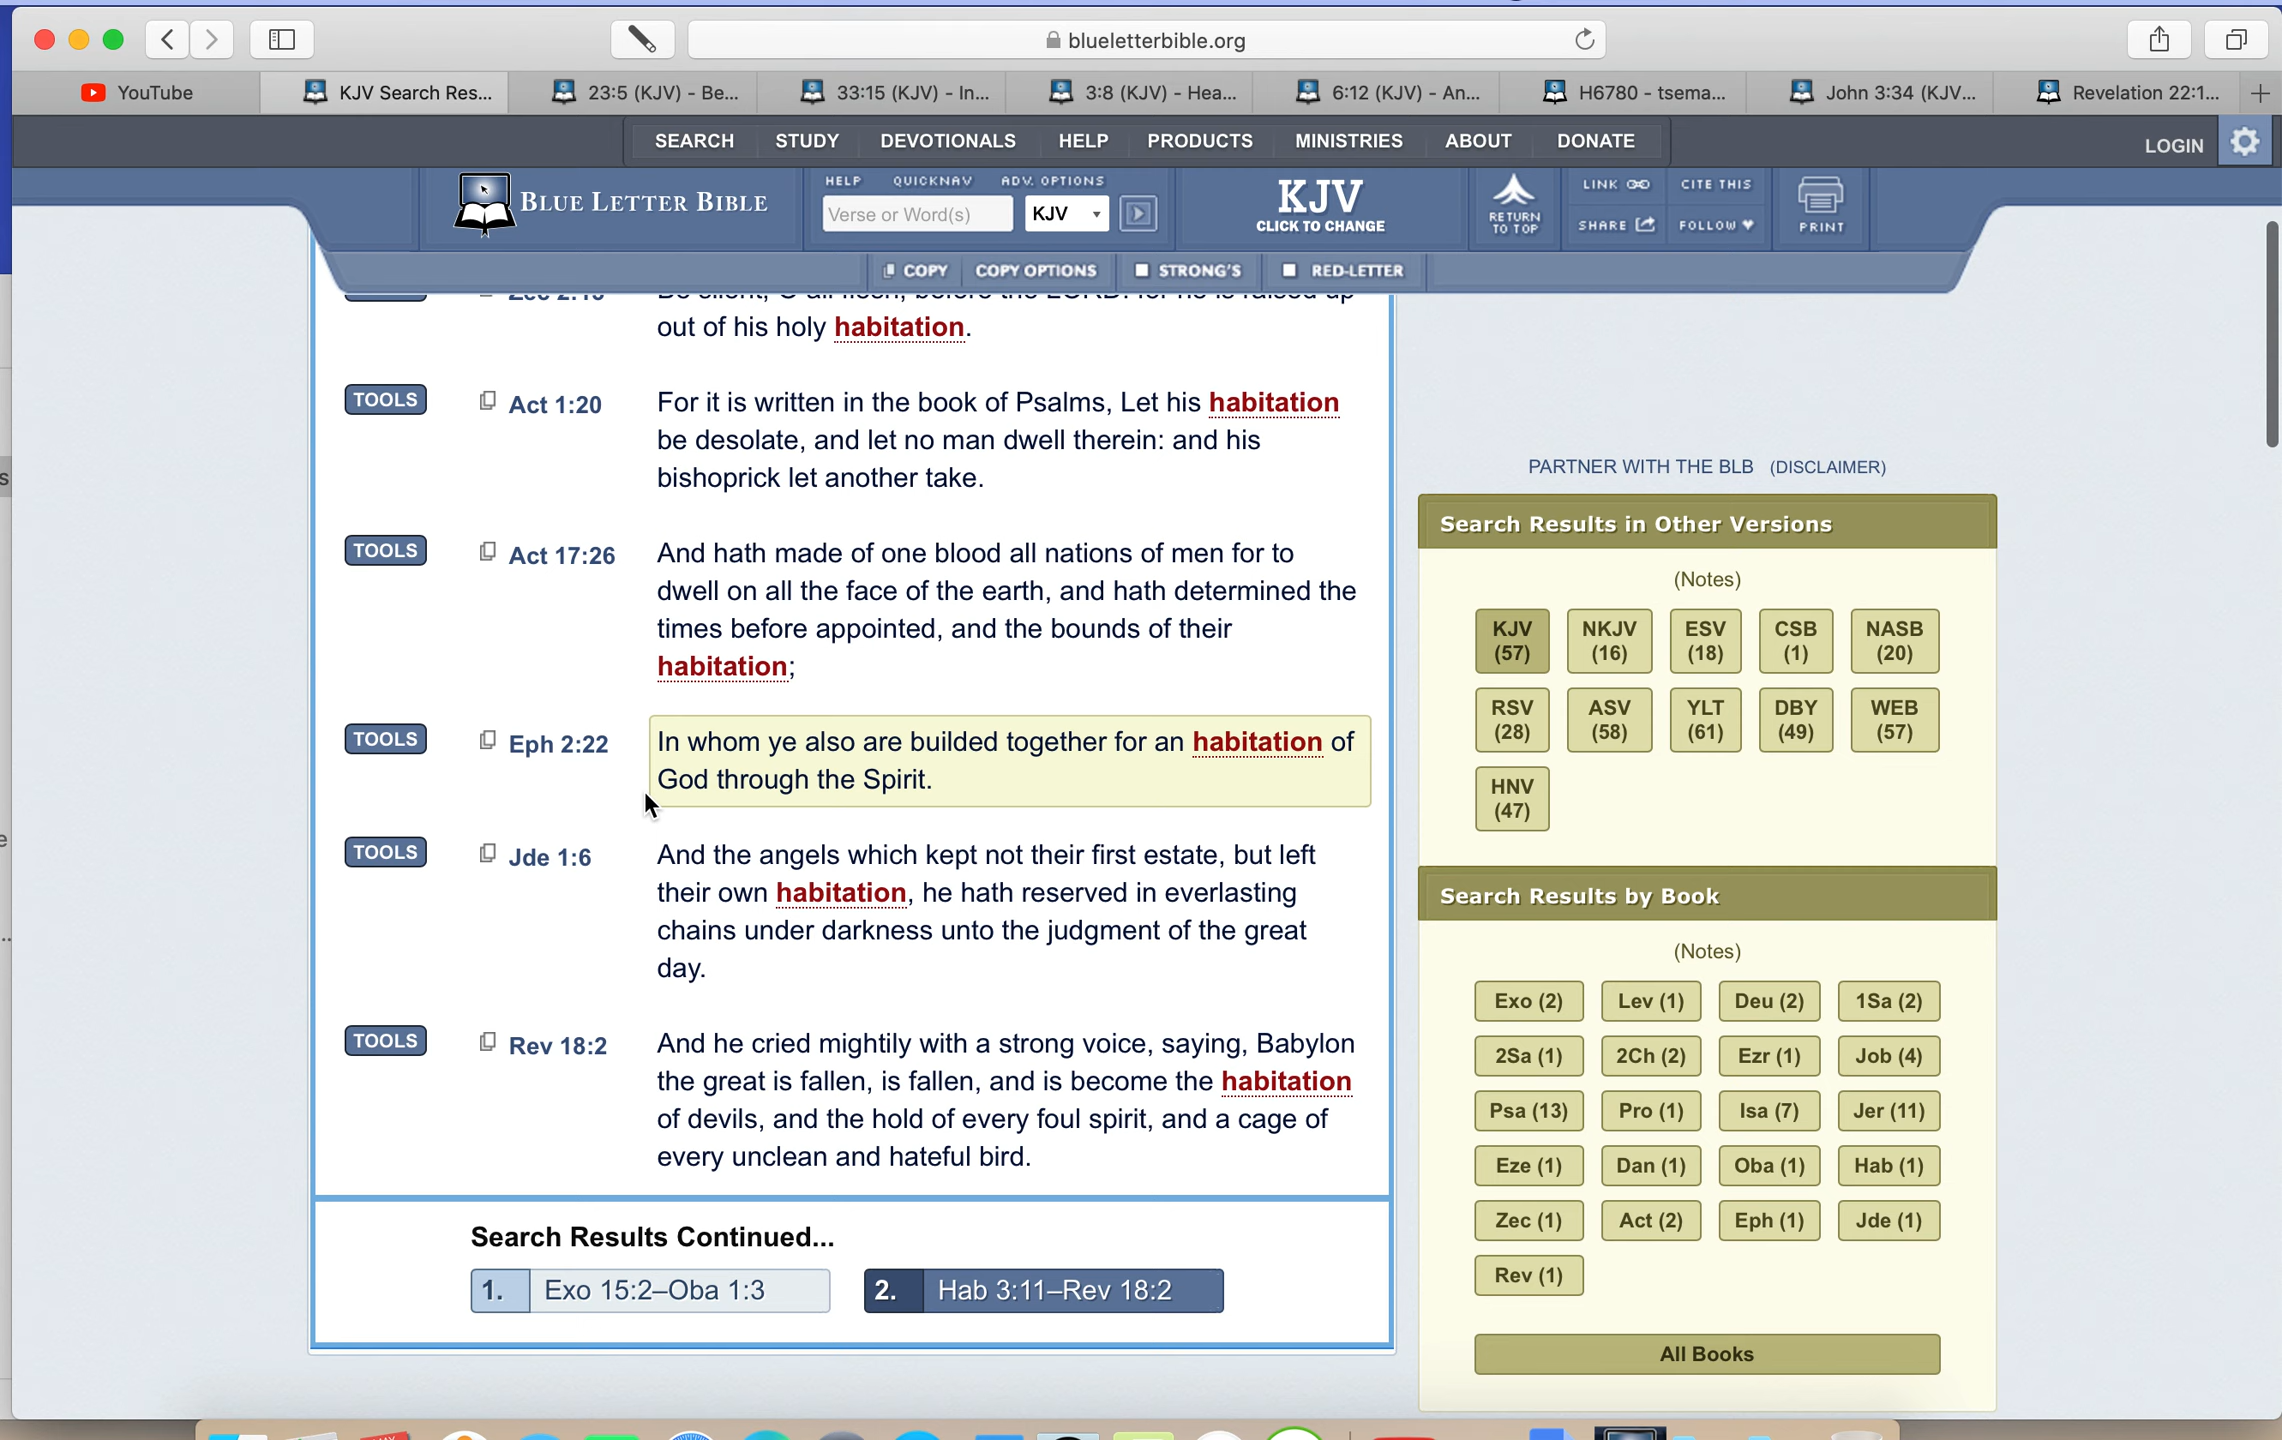 blueletterbible.org
YouTube
KJV Search Res...
23:5 (KJV) - Be...
33:15 (KJV) - In...
3:8 (KJV) - Hea...
6:12 (KJV) - An...
H6780 - tsema...
John 3:34 (KJV...
Revelation 22:1...
SEARCH STUDY DEVOTIONALS HELP PRODUCTS MINISTRIES ABOUT DONATE
LOGIN
BLUE LETTER BIBLE
HELP QUICKNAV ADV. OPTIONS
Verse or Word(s)
KJV
KJV
CLICK TO CHANGE
RETURN
TO TOP
LINK CITE THIS
SHARE FOLLOW
PRINT
COPY COPY OPTIONS STRONG'S RED-LETTER
Be silent, O all flesh, before the LORD: for he is raised up
out of his holy habitation.
TOOLS
Act 1:20
For it is written in the book of Psalms, Let his habitation
be desolate, and let no man dwell therein: and his
bishoprick let another take.
TOOLS
Act 17:26
And hath made of one blood all nations of men for to
dwell on all the face of the earth, and hath determined the
times before appointed, and the bounds of their
habitation;
TOOLS
Eph 2:22
In whom ye also are builded together for an habitation of
God through the Spirit.
TOOLS
Jde 1:6
And the angels which kept not their first estate, but left
their own habitation, he hath reserved in everlasting
chains under darkness unto the judgment of the great
day.
TOOLS
Rev 18:2
And he cried mightily with a strong voice, saying, Babylon
the great is fallen, is fallen, and is become the habitation
of devils, and the hold of every foul spirit, and a cage of
every unclean and hateful bird.
Search Results Continued...
1. Exo 15:2–Oba 1:3
2. Hab 3:11–Rev 18:2
PARTNER WITH THE BLB (DISCLAIMER)
Search Results in Other Versions
(Notes)
KJV NKJV ESV CSB NASB
(57) (16) (18) (1) (20)
RSV ASV YLT DBY WEB
(28) (58) (61) (49) (57)
HNV
(47)
Search Results by Book
(Notes)
Exo (2) Lev (1) Deu (2) 1Sa (2)
2Sa (1) 2Ch (2) Ezr (1) Job (4)
Psa (13) Pro (1) Isa (7) Jer (11)
Eze (1) Dan (1) Oba (1) Hab (1)
Zec (1) Act (2) Eph (1) Jde (1)
Rev (1)
All Books